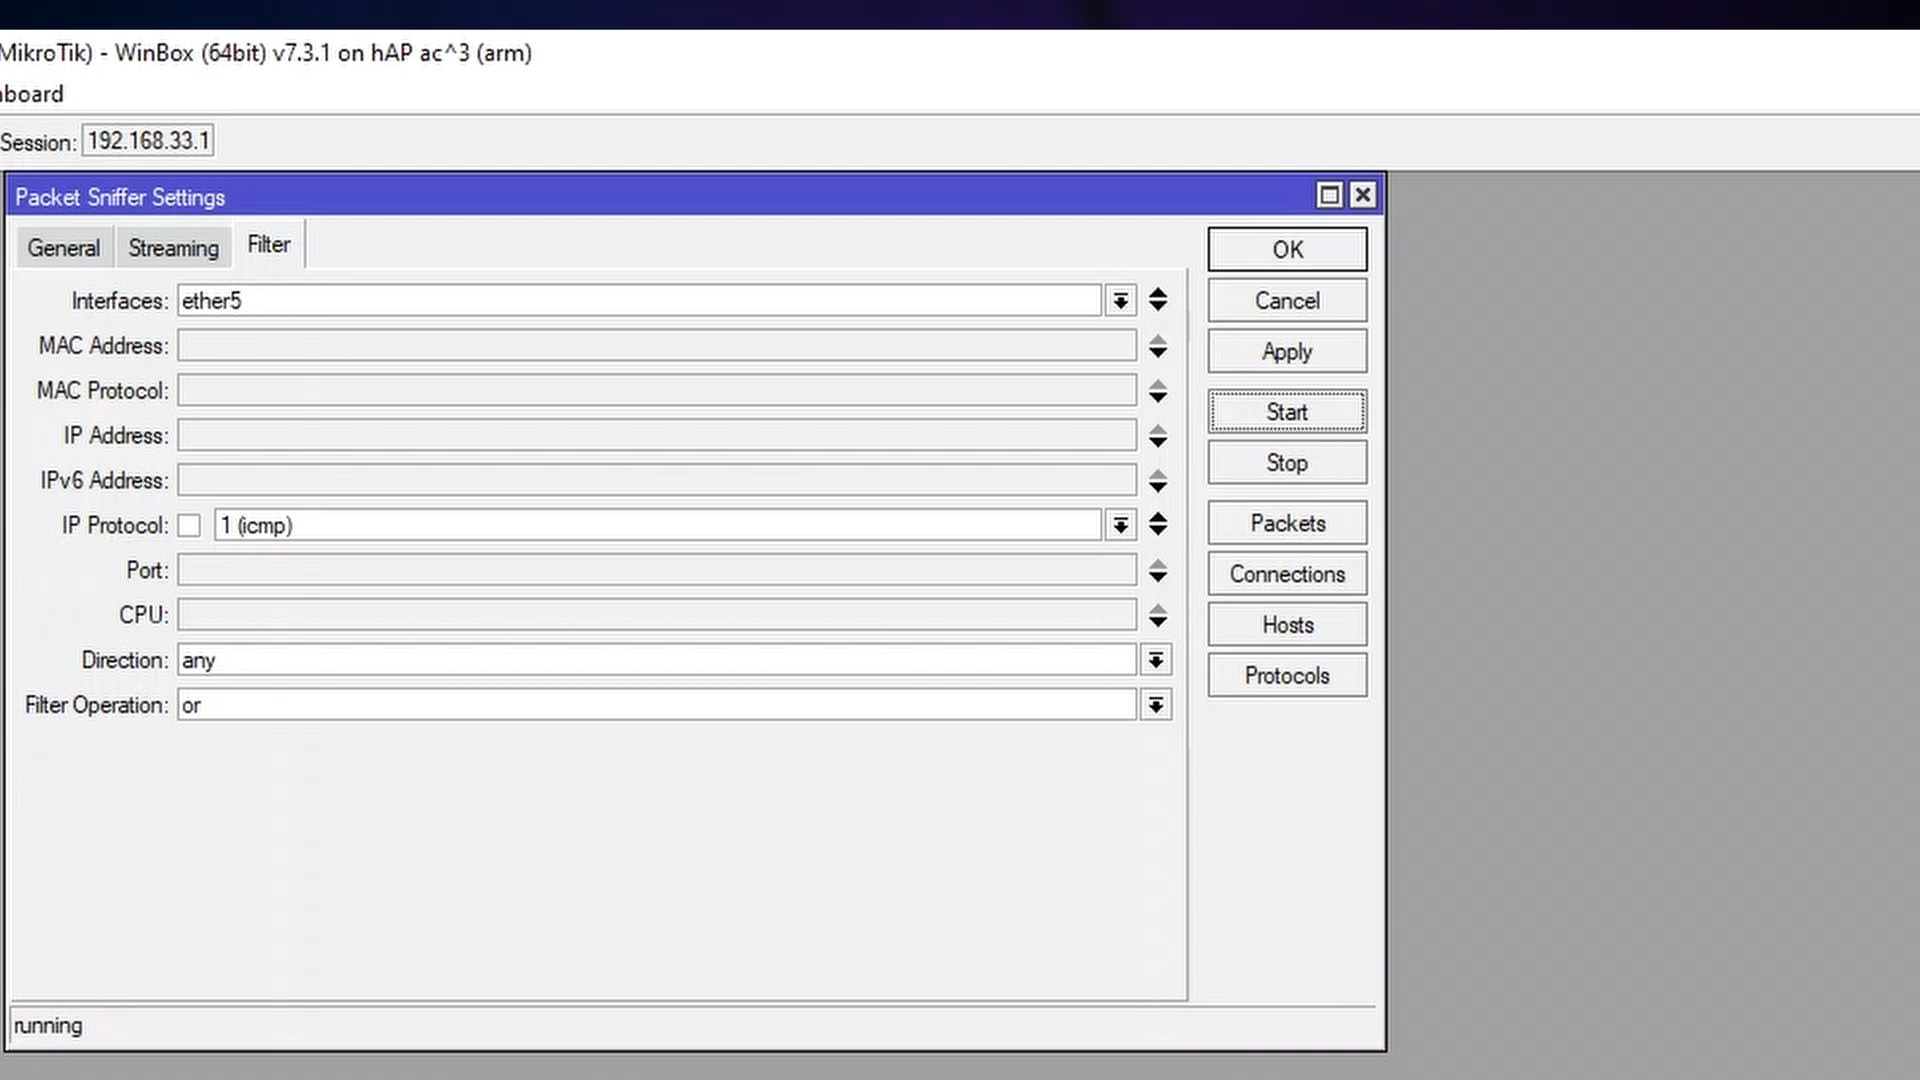 MikroTik) - WinBox (64bit) v7.3.1 on hAP ac^3 (arm)
board
Session: 192.168.33.1
Packet Sniffer Settings
General Streaming Filter
Interfaces: ether5
MAC Address:
MAC Protocol:
IP Address:
IPv6 Address:
IP Protocol: 1 (icmp)
Port:
CPU:
Direction: any
Filter Operation: or
OK
Cancel
Apply
Start
Stop
Packets
Connections
Hosts
Protocols
running